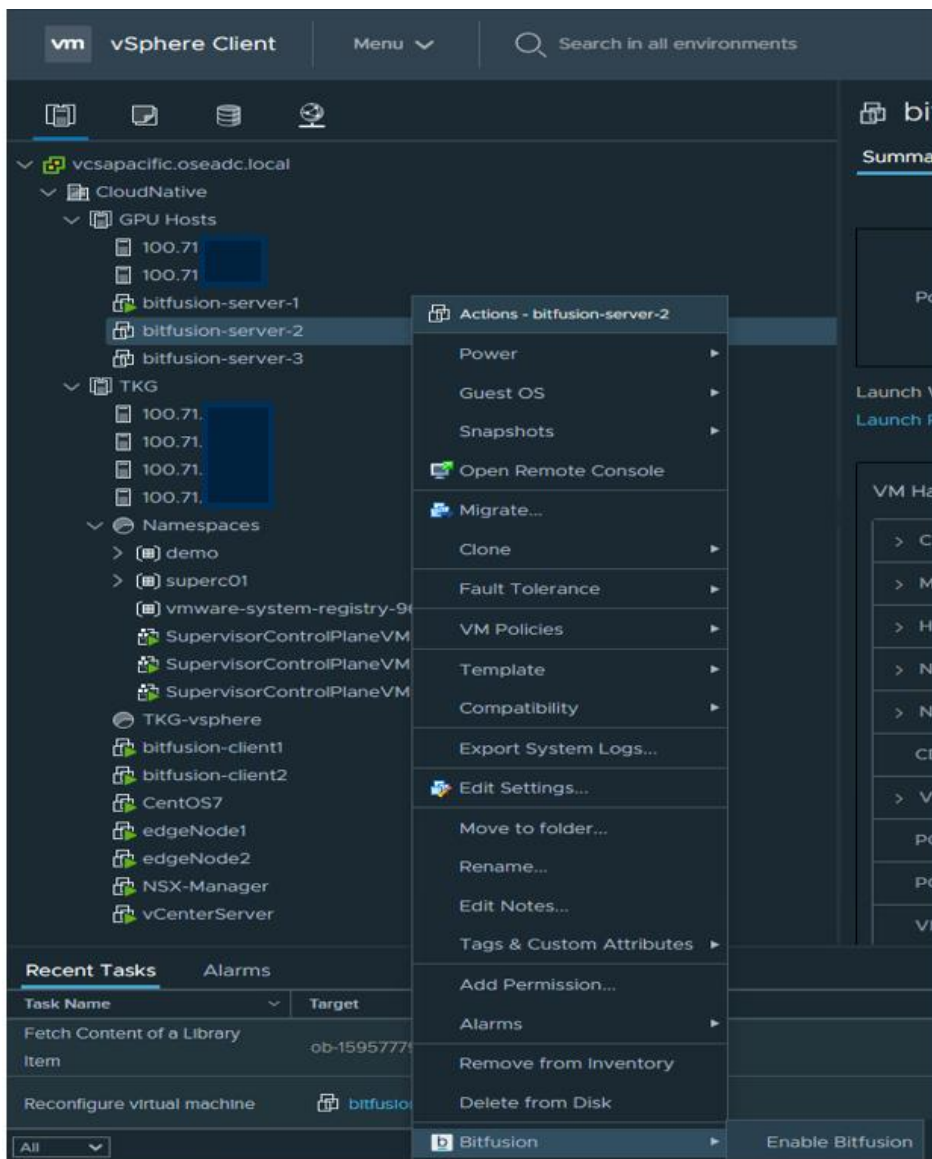 vm vSphere Client Menu Search in all environments
vcsapacific.oseadc.local
CloudNative
GPU Hosts
100.71
100.71
bitfusion-server-1
bitfusion-server-2
bitfusion-server-3
TKG
100.71.
100.71.
100.71.
100.71.
Namespaces
demo
superc01
vmware-system-registry-9
SupervisorControlPlaneVM
SupervisorControlPlaneVM
SupervisorControlPlaneVM
TKG-vsphere
bitfusion-client1
bitfusion-client2
CentOS7
edgeNode1
edgeNode2
NSX-Manager
vCenterServer
Actions - bitfusion-server-2
Power
Guest OS
Snapshots
Open Remote Console
Migrate...
Clone
Fault Tolerance
VM Policies
Template
Compatibility
Export System Logs...
Edit Settings...
Move to folder...
Rename...
Edit Notes...
Tags & Custom Attributes
Add Permission...
Alarms
Remove from Inventory
Delete from Disk
b Bitfusion
Enable Bitfusion
bi
Summa
Po
Launch
Launch
VM Ha
C
M
H
N
N
V
Recent Tasks Alarms
Task Name Target
Fetch Content of a Library
Item
ob-15957779
Reconfigure virtual machine bitfusio
All